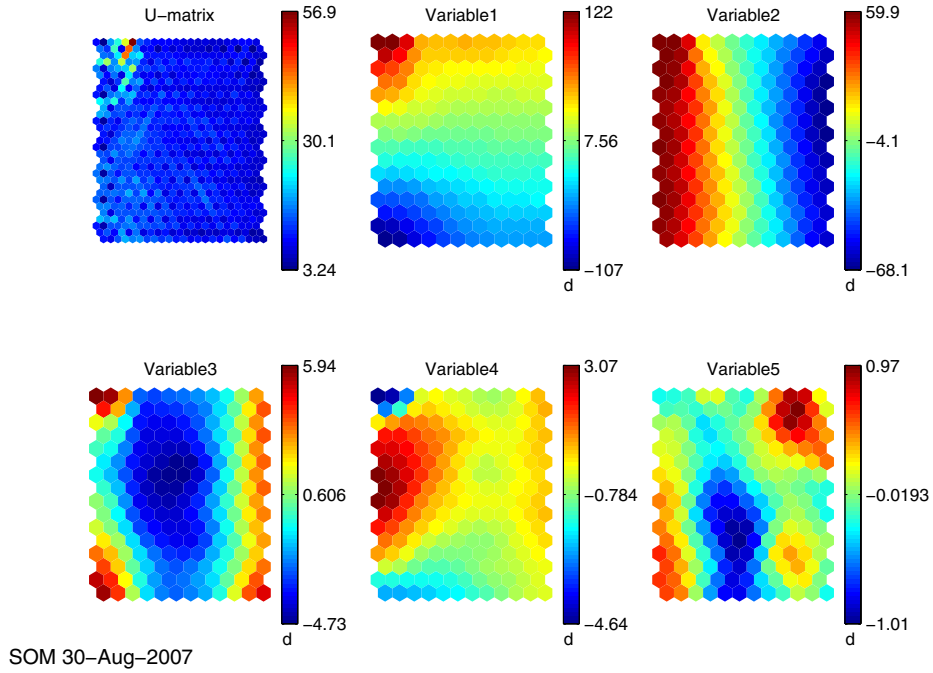 U−matrix
56.9
30.1
3.24
Variable1
122
7.56
−107
d
Variable2
59.9
−4.1
−68.1
d
Variable3
5.94
0.606
−4.73
d
Variable4
3.07
−0.784
−4.64
d
Variable5
0.97
−0.0193
−1.01
d
SOM 30−Aug−2007